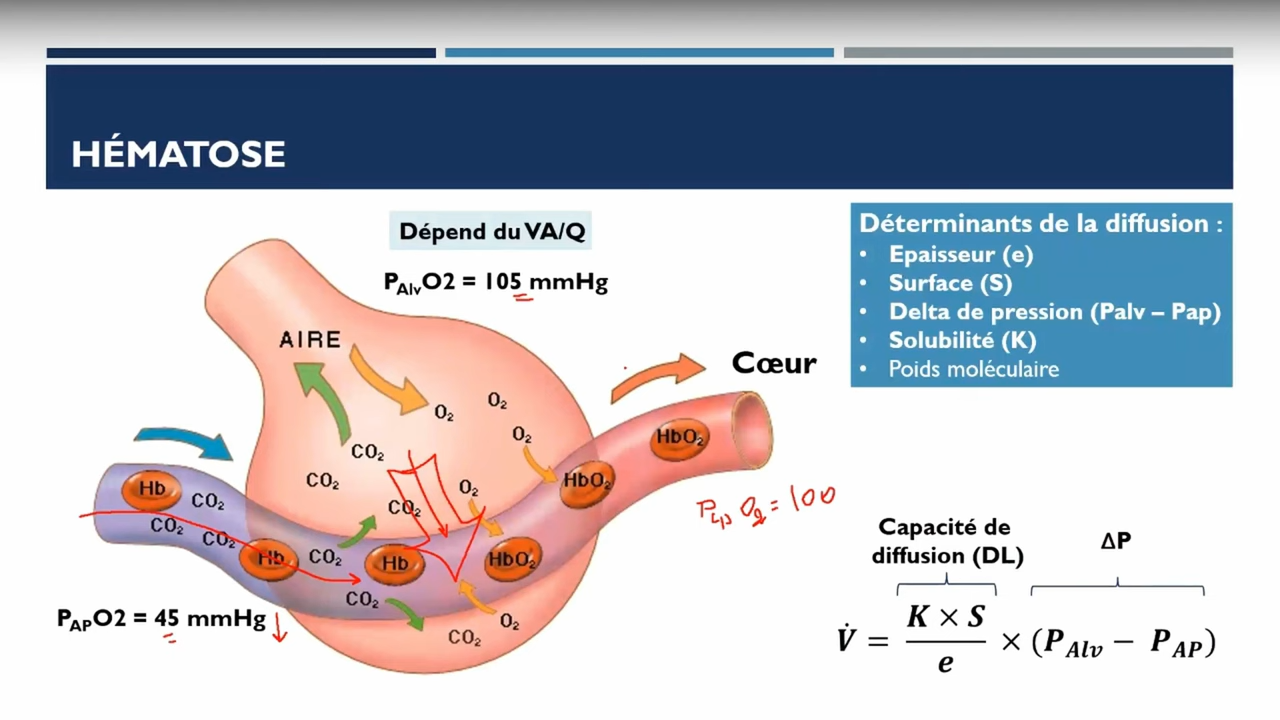 HÉMATOSE
Dépend du VA/Q
P_Alv O2 = 105 mmHg
Déterminants de la diffusion :
• Epaisseur (e)
• Surface (S)
• Delta de pression (Palv – Pap)
• Solubilité (K)
• Poids moléculaire
AIRE
Cœur
O₂
O₂
O₂
HbO₂
CO₂
CO₂
O₂
HbO₂
Hb
CO₂
CO₂
O₂ = 100
CO₂
CO₂
Hb
CO₂
Hb
HbO₂
CO₂
O₂
CO₂
P_AP O2 = 45 mmHg
Capacité de
diffusion (DL)
ΔP
V̇ = K × S / e × (P_Alv − P_AP)